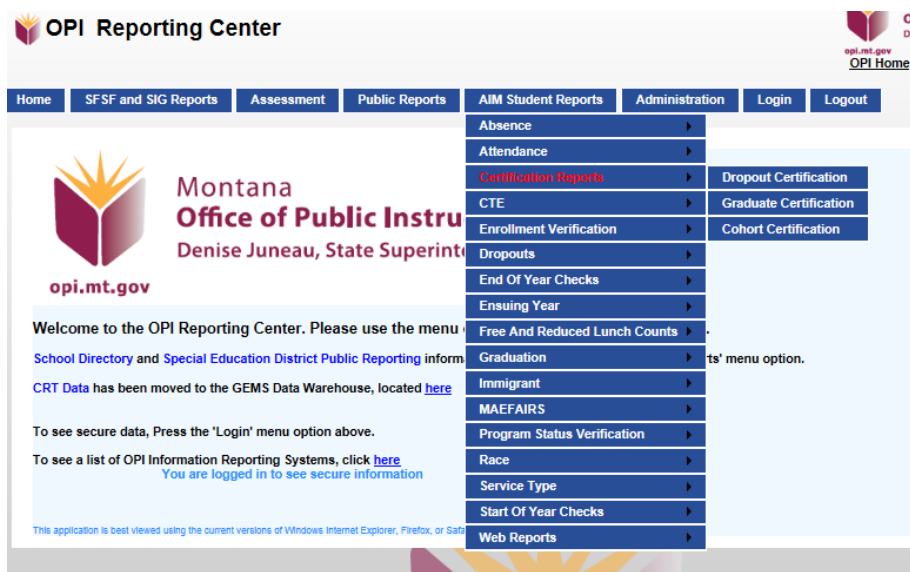 OPI Reporting Center
opi.mt.gov
OPI Home
Home SFSF and SIG Reports Assessment Public Reports AIM Student Reports Administration Login Logout
Absence
Attendance
Certification Reports
CTE
Enrollment Verification
Dropouts
End Of Year Checks
Ensuing Year
Free And Reduced Lunch Counts
Graduation
Immigrant
MAEFAIRS
Program Status Verification
Race
Service Type
Start Of Year Checks
Web Reports
Dropout Certification
Graduate Certification
Cohort Certification
Montana
Office of Public Instru
Denise Juneau, State Superint
opi.mt.gov
Welcome to the OPI Reporting Center. Please use the menu
School Directory and Special Education District Public Reporting inform ts' menu option.
CRT Data has been moved to the GEMS Data Warehouse, located here
To see secure data, Press the 'Login' menu option above.
To see a list of OPI Information Reporting Systems, click here
You are logged in to see secure information
This application is best viewed using the current versions of Windows Internet Explorer, Firefox, or Safa